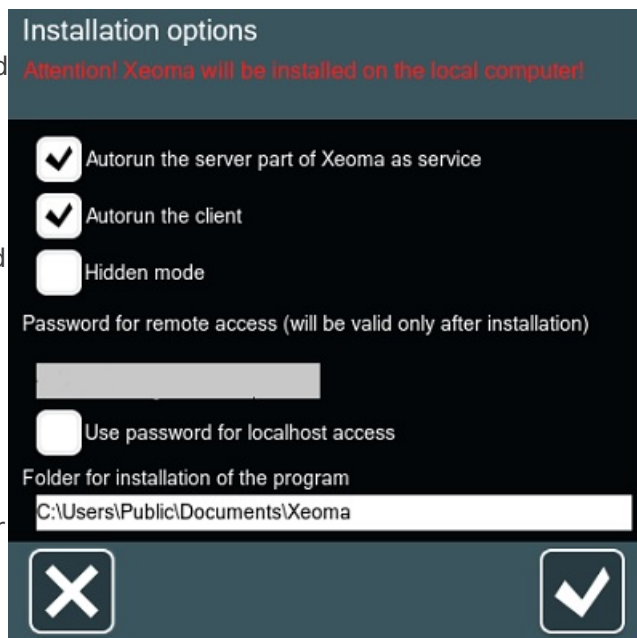 Installation options
Attention! Xeoma will be installed on the local computer!
Autorun the server part of Xeoma as service
Autorun the client
Hidden mode
Password for remote access (will be valid only after installation)
Use password for localhost access
Folder for installation of the program
C:\Users\Public\Documents\Xeoma